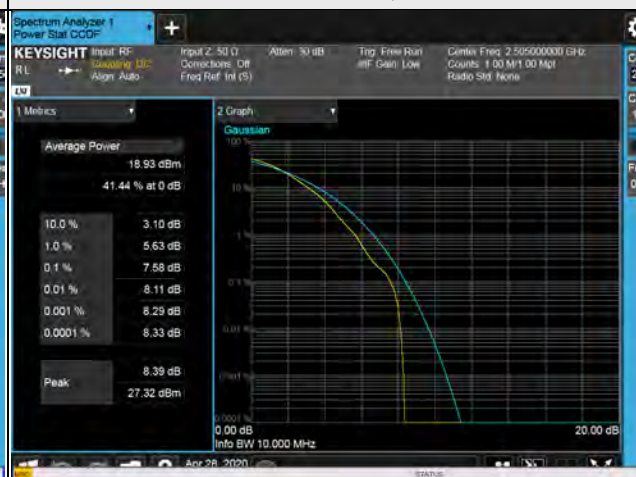 Spectrum Analyzer 1
Power Stat CCDF
+
KEYSIGHT
Input: RF
Coupling: DC
Align: Auto
Input Z: 50 Ω
Corrections: Off
Freq Ref: Int (S)
Atten: 30 dB
Trig: Free Run
#IF Gain: Low
Center Freq: 2.505000000 GHz
Counts: 1.00 M/1.00 Mpt
Radio Std: None
RL
LXI
1 Metrics
Average Power
18.93 dBm
41.44 % at 0 dB
10.0 % 3.10 dB
1.0 % 5.63 dB
0.1 % 7.58 dB
0.01 % 8.11 dB
0.001 % 8.29 dB
0.0001 % 8.33 dB
Peak
8.39 dB
27.32 dBm
2 Graph
Gaussian
100 %
10 %
1 %
0.1 %
0.01 %
0.001 %
0.0001 %
0.00 dB
20.00 dB
Info BW 10.000 MHz
Apr 28, 2020
MSG
STATUS